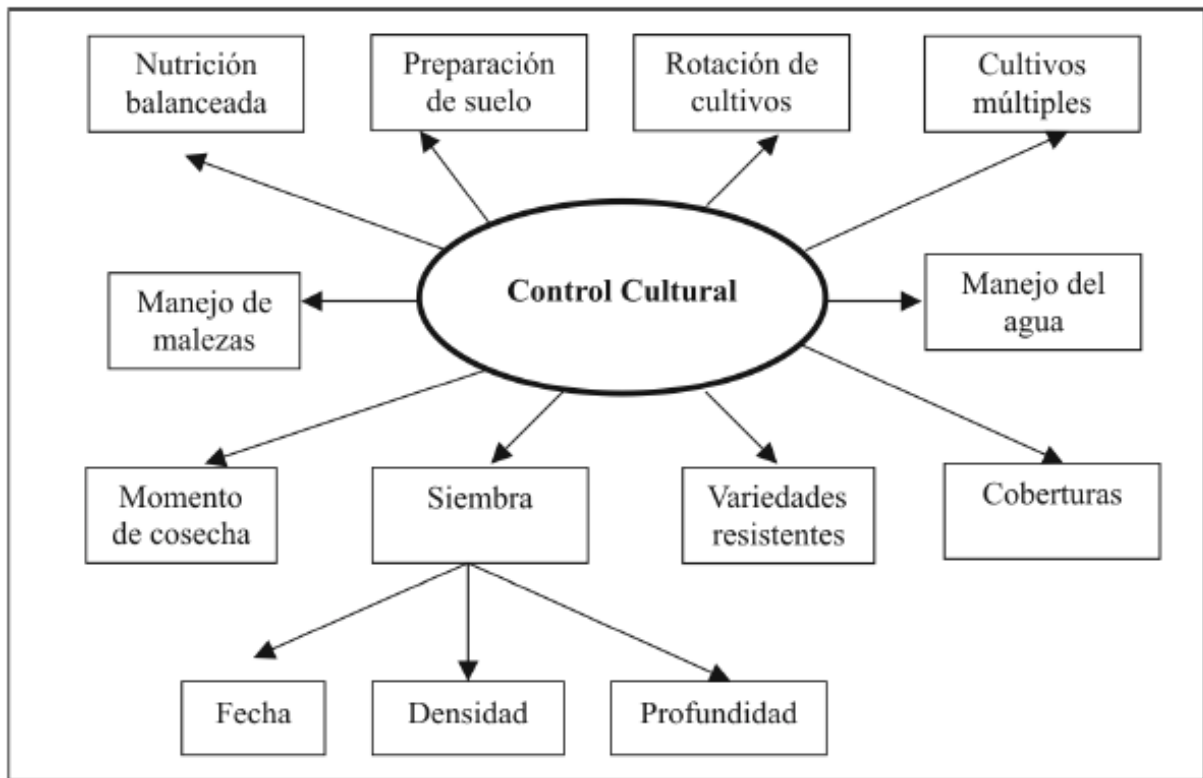 Nutrición
balanceada
Preparación
de suelo
Rotación de
cultivos
Cultivos
múltiples
Control Cultural
Manejo de
malezas
Manejo del
agua
Momento
de cosecha
Siembra
Variedades
resistentes
Coberturas
Fecha
Densidad
Profundidad